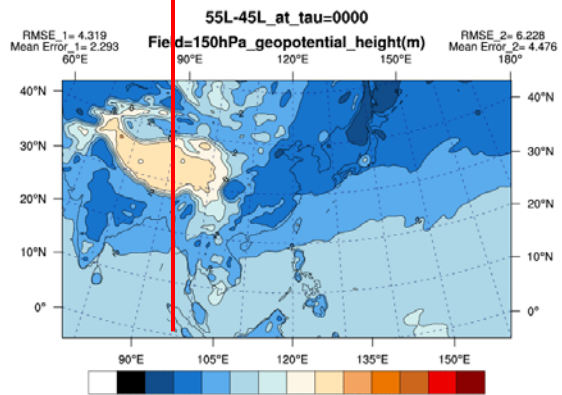 55L-45L_at_tau=0000
RMSE_1= 4.319
Mean Error_1= 2.293
Field=150hPa_geopotential_height(m)
RMSE_2= 6.228
Mean Error_2= 4.476
60°E 90°E 120°E 150°E 180°
40°N 40°N
30°N 30°N
20°N 20°N
10°N 10°N
0° 0°
90°E 105°E 120°E 135°E 150°E